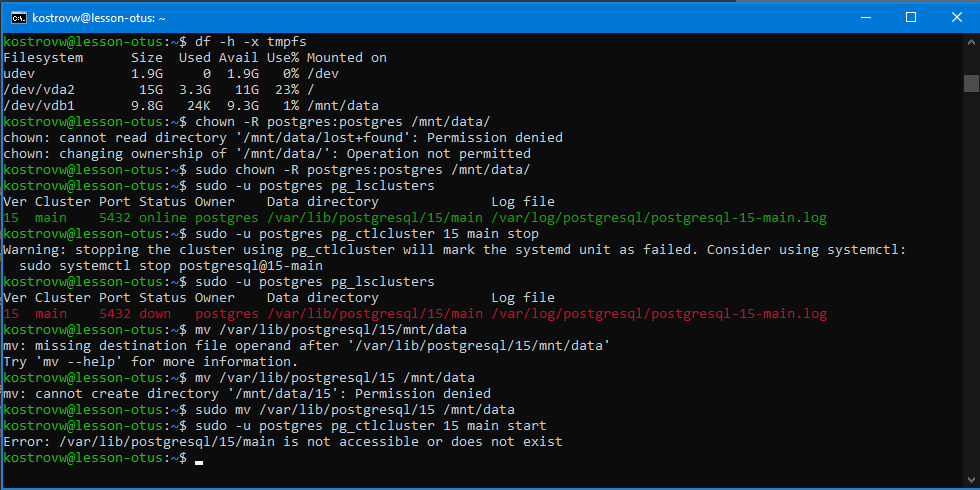 kostrovw@lesson-otus: ~
kostrovw@lesson-otus:~$ df -h -x tmpfs
Filesystem      Size  Used Avail Use% Mounted on
udev            1.9G     0  1.9G   0% /dev
/dev/vda2        15G  3.3G   11G  23% /
/dev/vdb1       9.8G   24K  9.3G   1% /mnt/data
kostrovw@lesson-otus:~$ chown -R postgres:postgres /mnt/data/
chown: cannot read directory '/mnt/data/lost+found': Permission denied
chown: changing ownership of '/mnt/data/': Operation not permitted
kostrovw@lesson-otus:~$ sudo chown -R postgres:postgres /mnt/data/
kostrovw@lesson-otus:~$ sudo -u postgres pg_lsclusters
Ver Cluster Port Status Owner    Data directory              Log file
15  main    5432 online postgres /var/lib/postgresql/15/main /var/log/postgresql/postgresql-15-main.log
kostrovw@lesson-otus:~$ sudo -u postgres pg_ctlcluster 15 main stop
Warning: stopping the cluster using pg_ctlcluster will mark the systemd unit as failed. Consider using systemctl:
  sudo systemctl stop postgresql@15-main
kostrovw@lesson-otus:~$ sudo -u postgres pg_lsclusters
Ver Cluster Port Status Owner    Data directory              Log file
15  main    5432 down   postgres /var/lib/postgresql/15/main /var/log/postgresql/postgresql-15-main.log
kostrovw@lesson-otus:~$ mv /var/lib/postgresql/15/mnt/data
mv: missing destination file operand after '/var/lib/postgresql/15/mnt/data'
Try 'mv --help' for more information.
kostrovw@lesson-otus:~$ mv /var/lib/postgresql/15 /mnt/data
mv: cannot create directory '/mnt/data/15': Permission denied
kostrovw@lesson-otus:~$ sudo mv /var/lib/postgresql/15 /mnt/data
kostrovw@lesson-otus:~$ sudo -u postgres pg_ctlcluster 15 main start
Error: /var/lib/postgresql/15/main is not accessible or does not exist
kostrovw@lesson-otus:~$